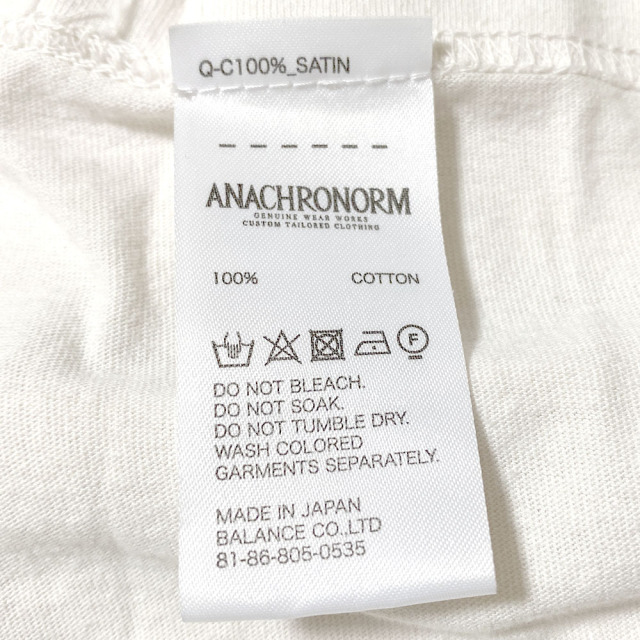 Q-C100%_SATIN
ANACHRONORM
GENUINE WEAR WORKS
CUSTOM TAILORED CLOTHING
100% COTTON
F
DO NOT BLEACH.
DO NOT SOAK.
DO NOT TUMBLE DRY.
WASH COLORED
GARMENTS SEPARATELY.
MADE IN JAPAN
BALANCE CO.,LTD
81-86-805-0535